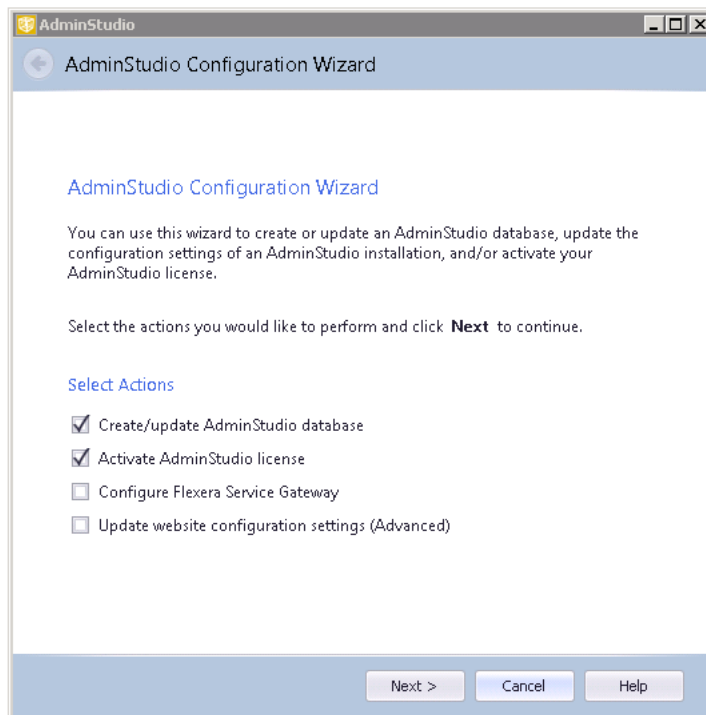 AdminStudio
AdminStudio Configuration Wizard
AdminStudio Configuration Wizard
You can use this wizard to create or update an AdminStudio database, update the
configuration settings of an AdminStudio installation, and/or activate your
AdminStudio license.
Select the actions you would like to perform and click Next to continue.
Select Actions
Create/update AdminStudio database
Activate AdminStudio license
Configure Flexera Service Gateway
Update website configuration settings (Advanced)
Next > Cancel Help